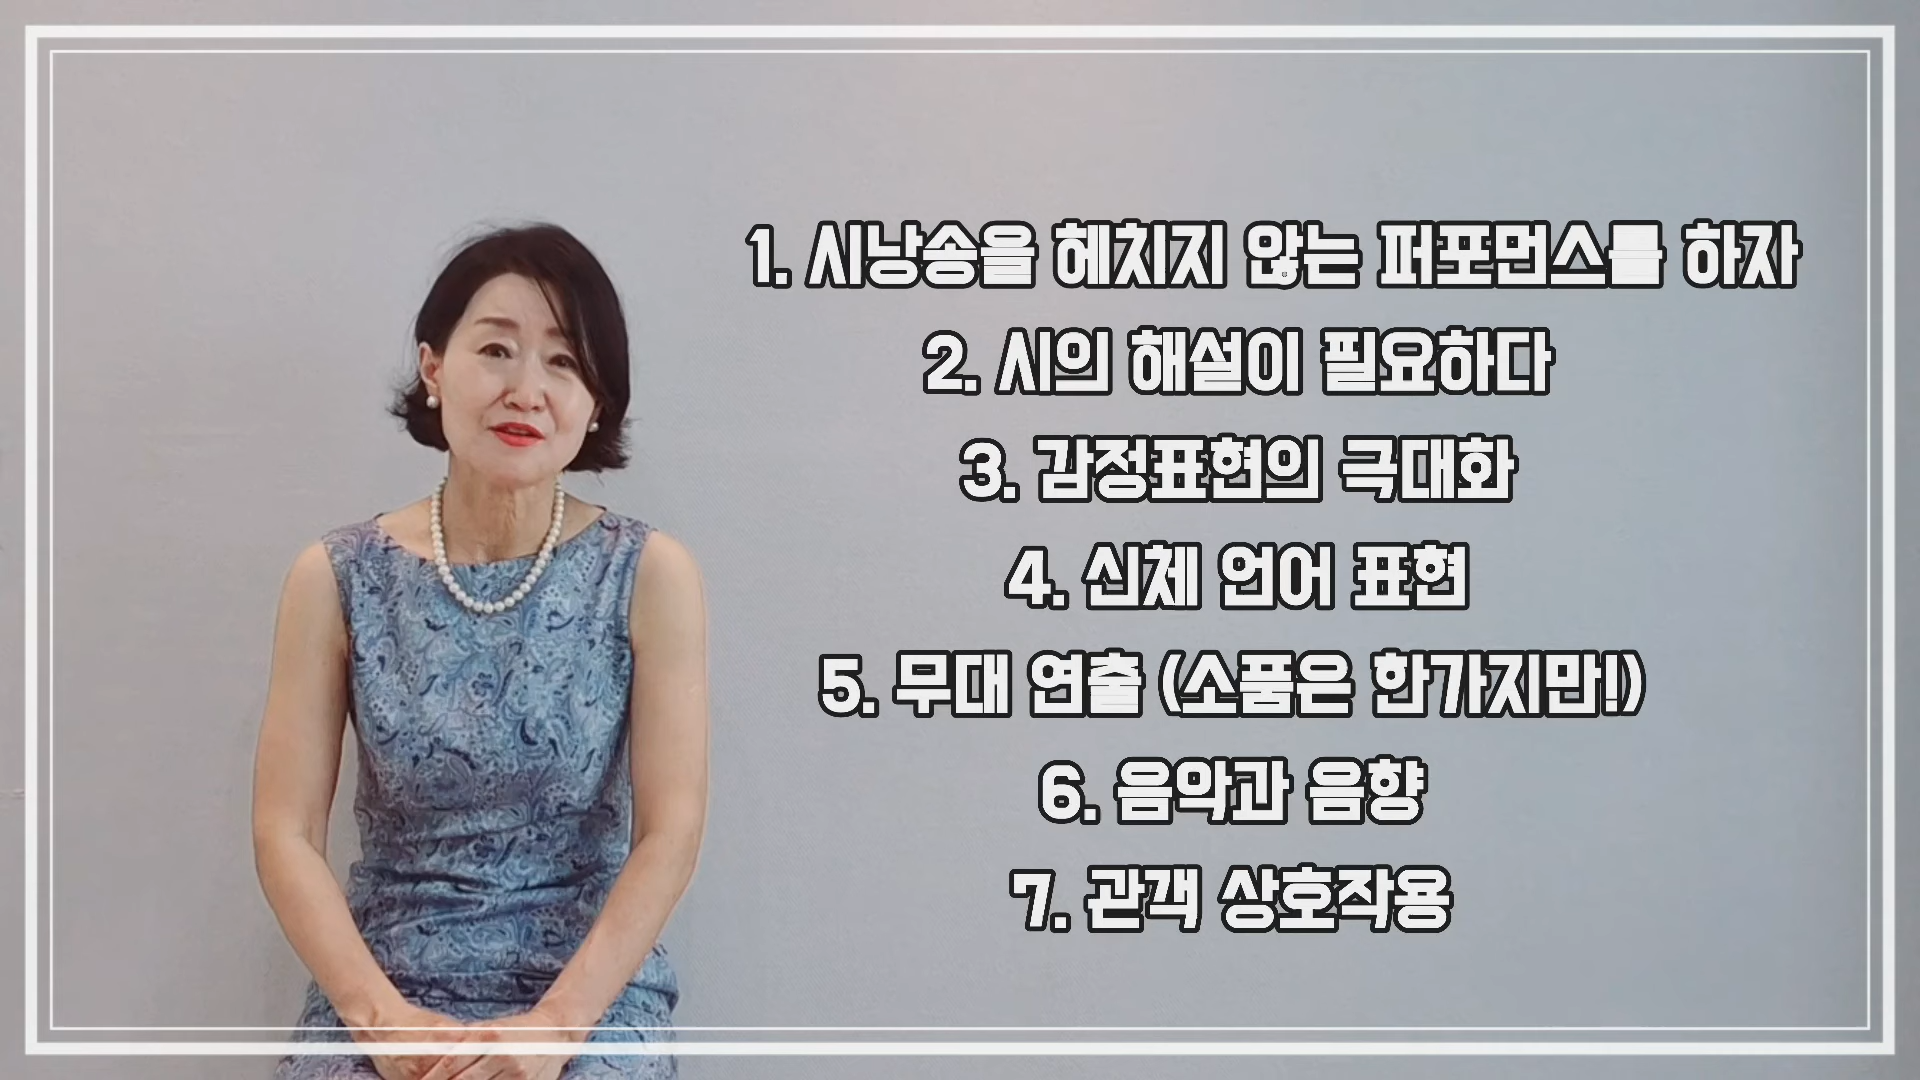 1. 시낭송을 헤치지 않는 퍼포먼스를 하자
2. 시의 해설이 필요하다
3. 감정표현의 극대화
4. 신체 언어 표현
5. 무대 연출 (소품은 한가지만!)
6. 음악과 음향
7. 관객 상호작용